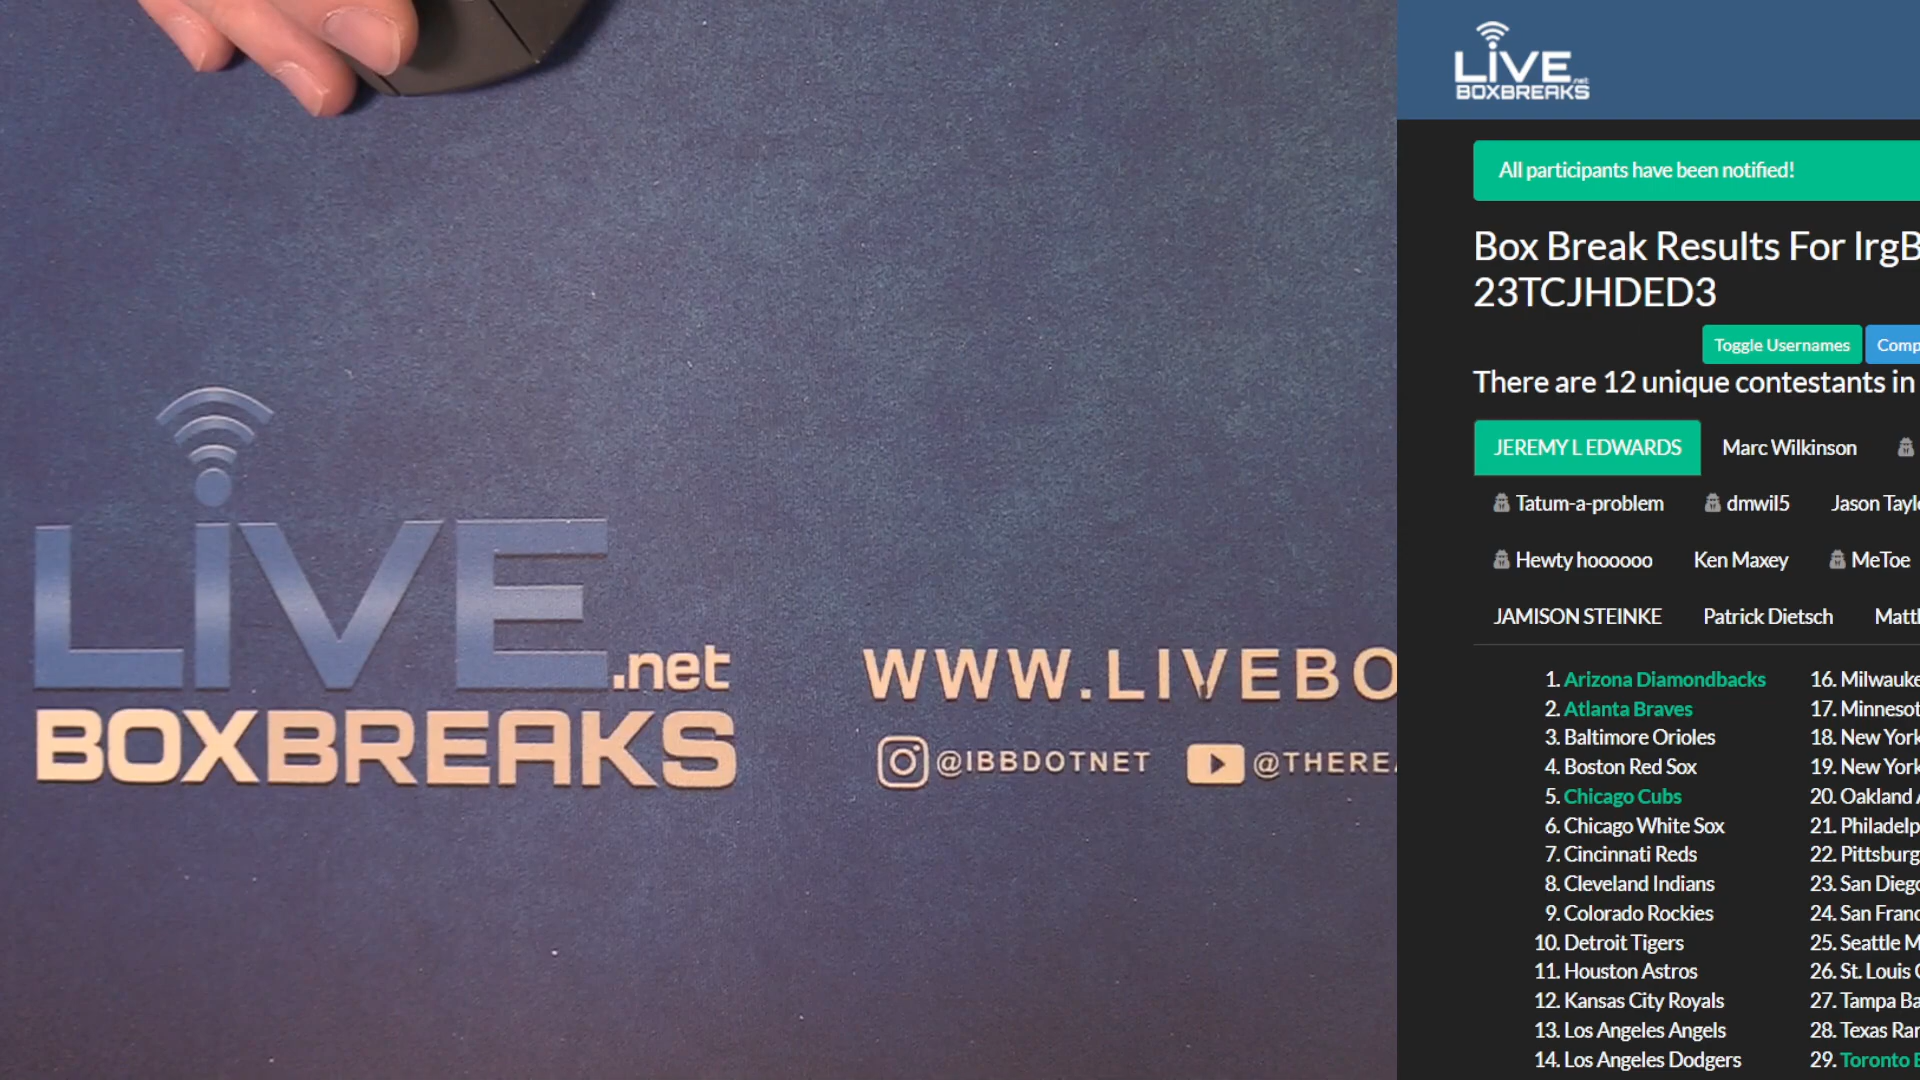 LiVE.net
BOXBREAKS
WWW.LIVEBO
@IBBDOTNET
@THEREA
LiVE.net
BOXBREAKS
All participants have been notified!
Box Break Results For
23TCJHDED3
Toggle Usernames
Comp
There are 12 unique contestants in
JEREMY L EDWARDS
Marc Wilkinson
Tatum-a-problem
dmwil5
Jason Taylo
Hewty hoooooo
Ken Maxey
MeToe
JAMISON STEINKE
Patrick Dietsch
Matth
1. Arizona Diamondbacks
2. Atlanta Braves
3. Baltimore Orioles
4. Boston Red Sox
5. Chicago Cubs
6. Chicago White Sox
7. Cincinnati Reds
8. Cleveland Indians
9. Colorado Rockies
10. Detroit Tigers
11. Houston Astros
12. Kansas City Royals
13. Los Angeles Angels
14. Los Angeles Dodgers
16. Milwauke
17. Minnesot
18. New York
19. New York
20. Oakland
21. Philadelp
22. Pittsburg
23. San Diego
24. San Franc
25. Seattle M
26. St. Louis
27. Tampa Ba
28. Texas Ran
29. Toronto